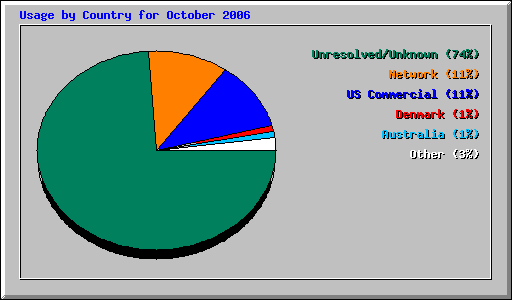 Usage by Country for October 2006
Unresolved/Unknown (74%)
Network (11%)
US Commercial (11%)
Denmark (1%)
Australia (1%)
Other (3%)